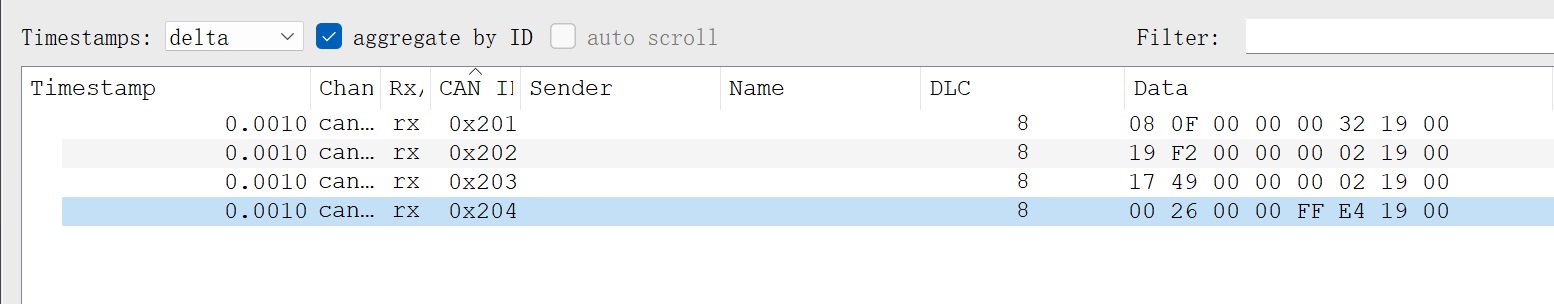 Timestamps: delta aggregate by ID auto scroll Filter:
Timestamp Chan Rx/ CAN II Sender Name DLC Data
0.0010 can… rx 0x201 8 08 0F 00 00 00 32 19 00
0.0010 can… rx 0x202 8 19 F2 00 00 00 02 19 00
0.0010 can… rx 0x203 8 17 49 00 00 00 02 19 00
0.0010 can… rx 0x204 8 00 26 00 00 FF E4 19 00